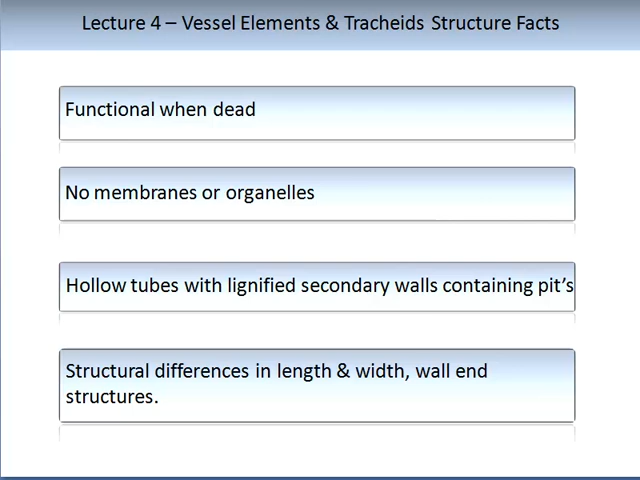 Lecture 4 – Vessel Elements & Tracheids Structure Facts
Functional when dead
No membranes or organelles
Hollow tubes with lignified secondary walls containing pit’s
Structural differences in length & width, wall end
structures.